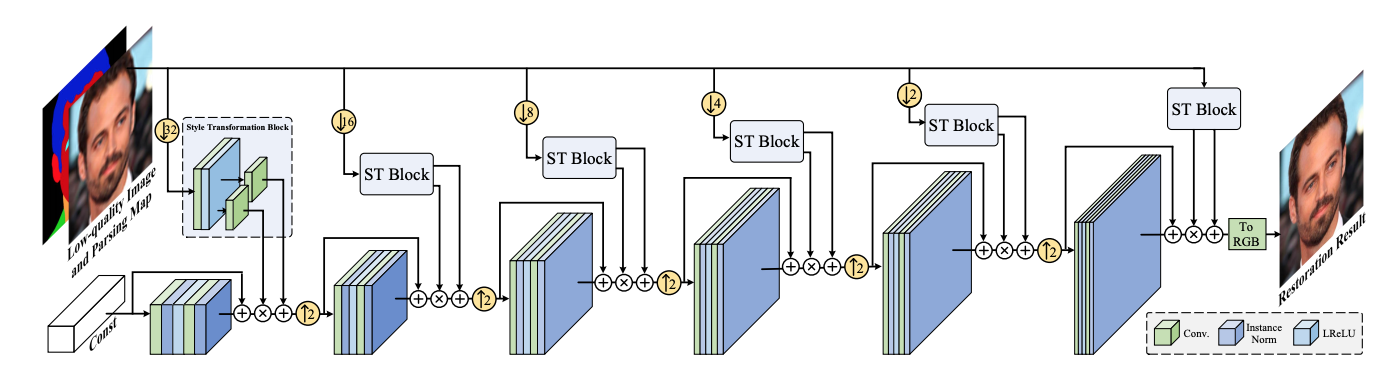 ↓32
↓16
↓8
↓4
↓2
Style Transformation Block
ST Block
ST Block
ST Block
ST Block
ST Block
Low-quality Image
and Parsing Map
Const
↑2
↑2
↑2
↑2
↑2
To
RGB
Restoration Result
Conv.
Instance
Norm
LReLU